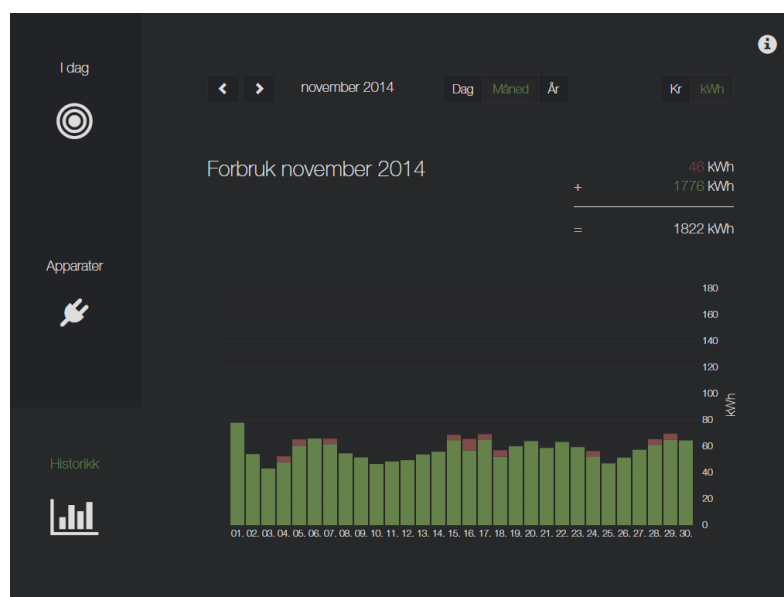 I dag
november 2014
Dag Måned År
Kr kWh
Forbruk november 2014
46 kWh
+ 1776 kWh
= 1822 kWh
Apparater
180
160
140
120
100
80
60
40
20
0
kWh
Historikk
01. 02. 03. 04. 05. 06. 07. 08. 09. 10. 11. 12. 13. 14. 15. 16. 17. 18. 19. 20. 21. 22. 23. 24. 25. 26. 27. 28. 29. 30.